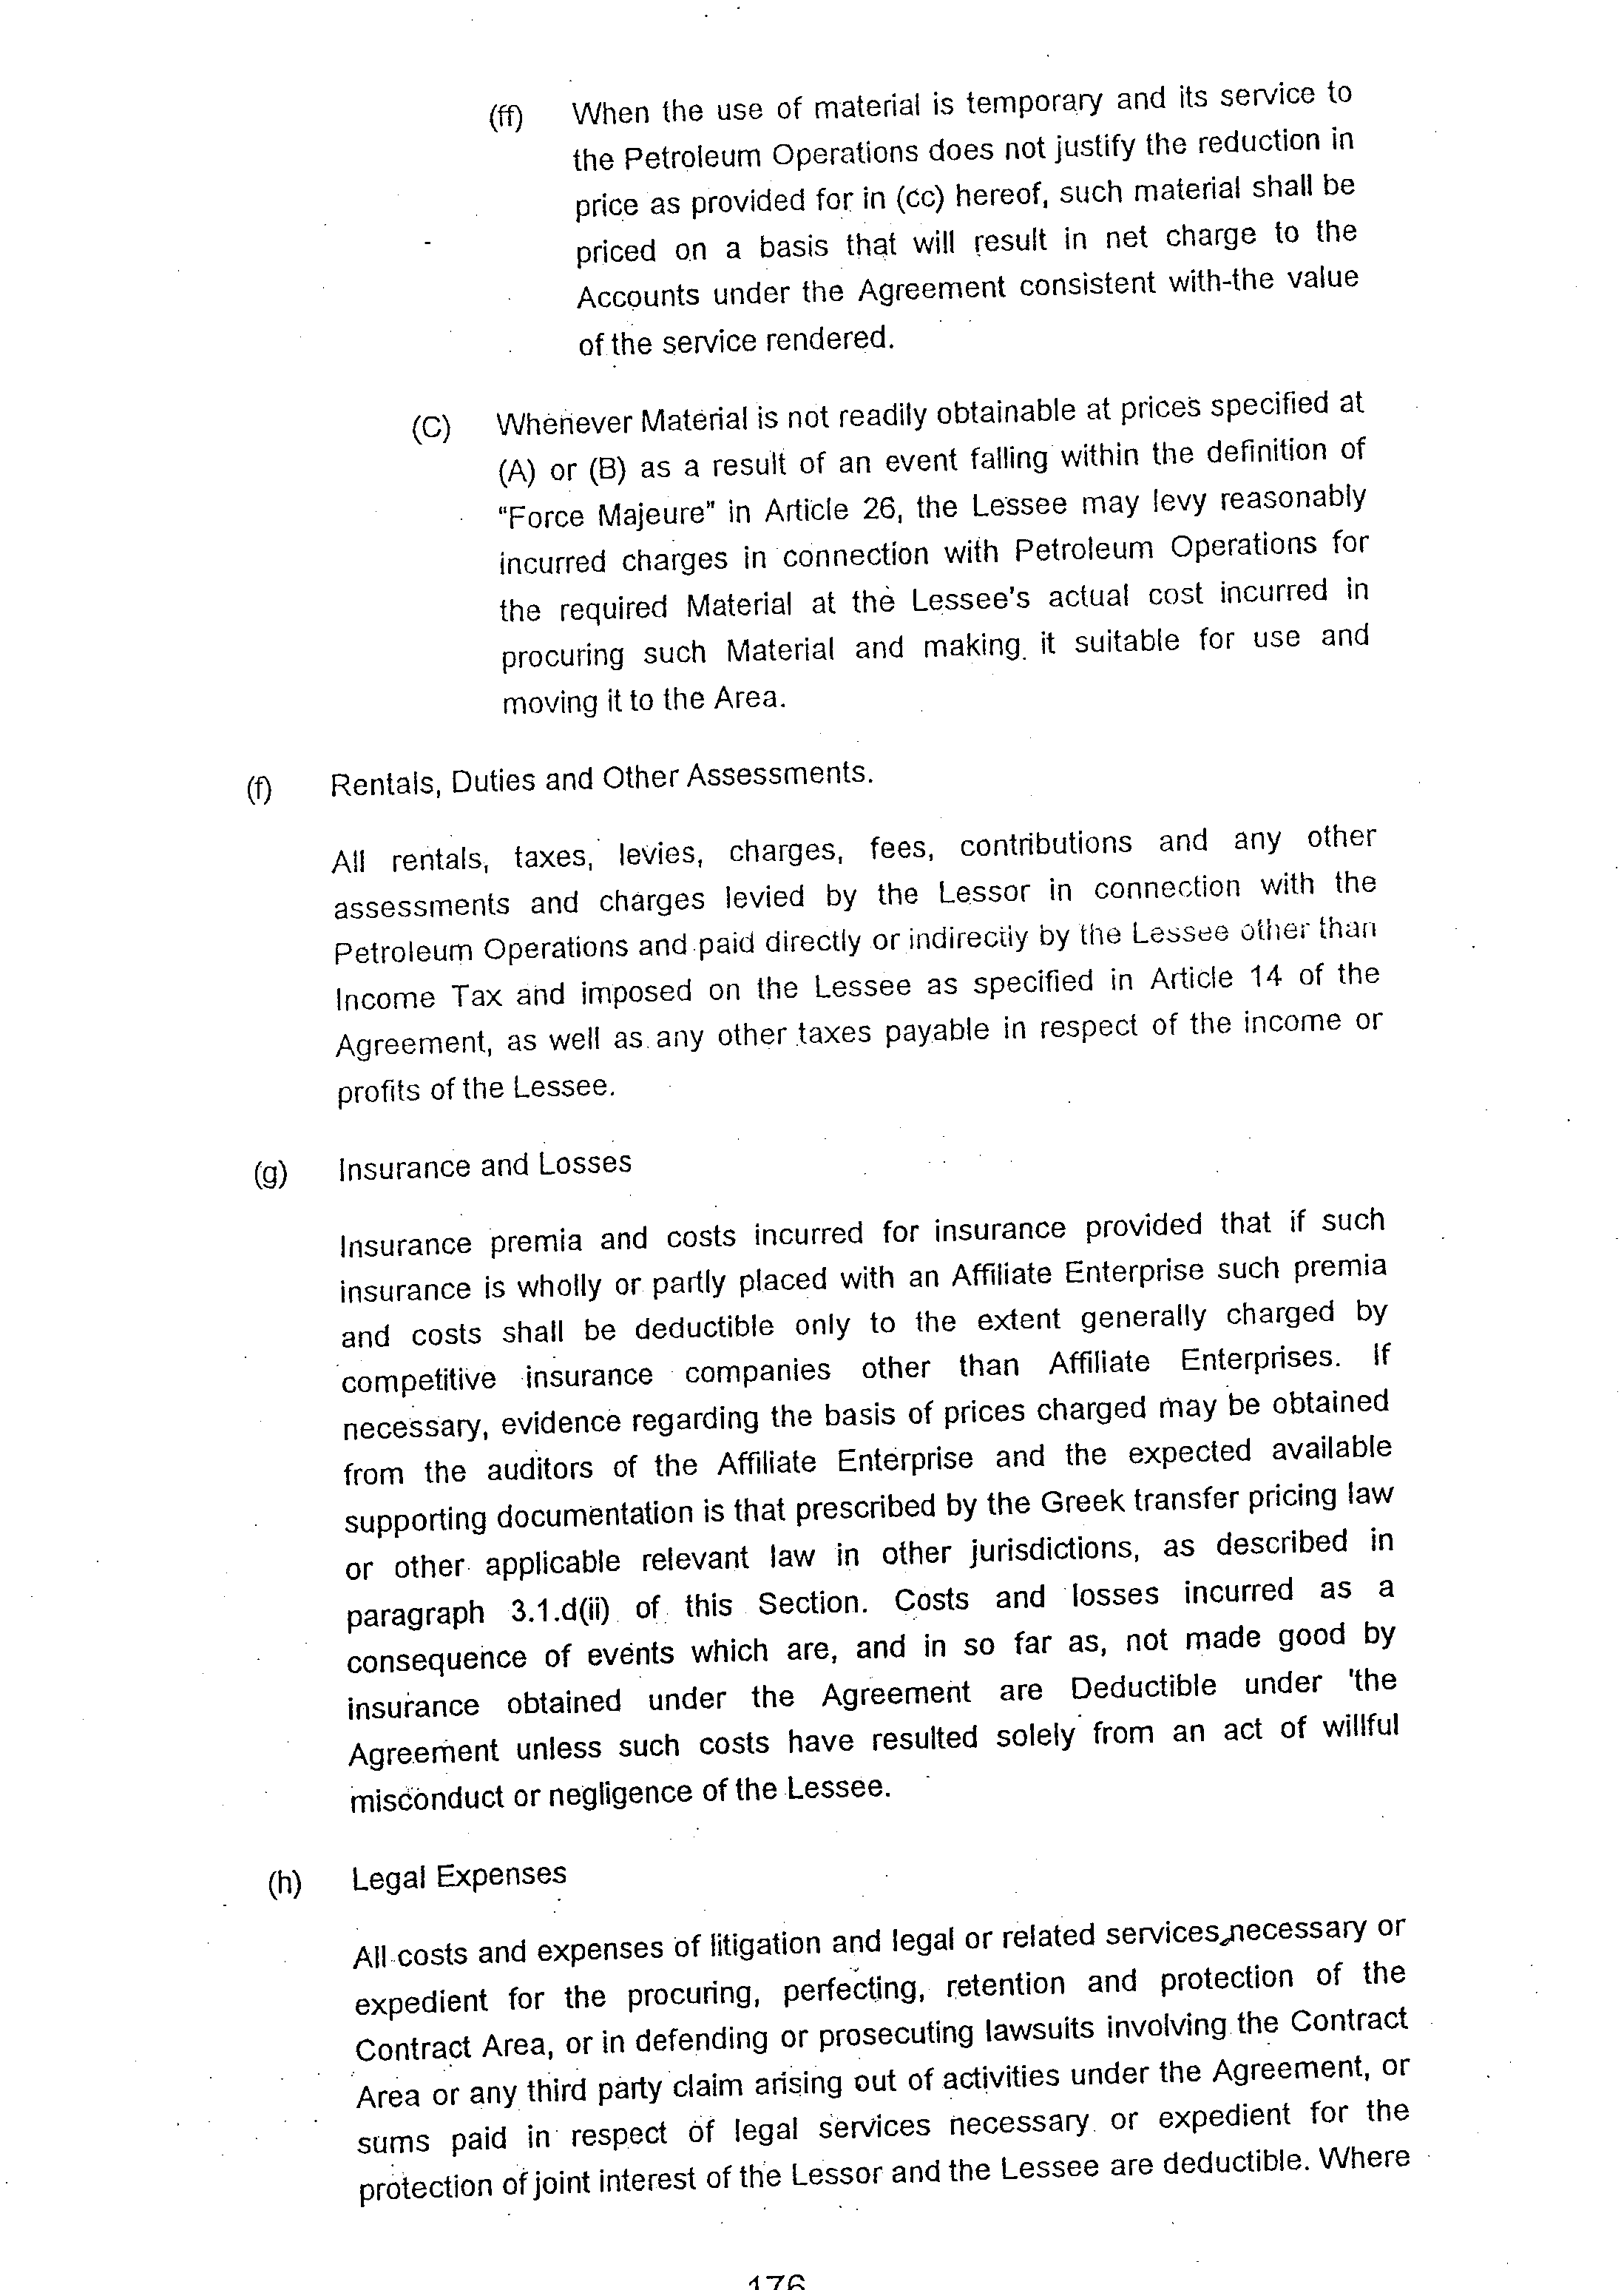 (ff) When the use of material is temporary and its service to
the Petroleum Operations does not justify the reduction in
price as provided for in (cc) hereof, such material shall be
priced on a basis that will result in net charge to the
Accounts under the Agreement consistent with-the value
of the service rendered.
(C) Whenever Material is not readily obtainable at prices specified at
(A) or (B) as a result of an event falling within the definition of
"Force Majeure" in Article 26, the Lessee may levy reasonably
incurred charges in connection with Petroleum Operations for
the required Material at the Lessee's actual cost incurred in
procuring such Material and making it suitable for use and
moving it to the Area.
(f) Rentals, Duties and Other Assessments.
All rentals, taxes, levies, charges, fees, contributions and any other
assessments and charges levied by the Lessor in connection with the
Petroleum Operations and paid directly or indirectly by the Lessee other than
Income Tax and imposed on the Lessee as specified in Article 14 of the
Agreement, as well as any other taxes payable in respect of the income or
profits of the Lessee.
(g) Insurance and Losses
Insurance premia and costs incurred for insurance provided that if such
insurance is wholly or partly placed with an Affiliate Enterprise such premia
and costs shall be deductible only to the extent generally charged by
competitive insurance companies other than Affiliate Enterprises. If
necessary, evidence regarding the basis of prices charged may be obtained
from the auditors of the Affiliate Enterprise and the expected available
supporting documentation is that prescribed by the Greek transfer pricing law
or other applicable relevant law in other jurisdictions, as described in
paragraph 3.1.d(ii) of this Section. Costs and losses incurred as a
consequence of events which are, and in so far as, not made good by
insurance obtained under the Agreement are Deductible under 'the
Agreement unless such costs have resulted solely from an act of willful
misconduct or negligence of the Lessee.
(h) Legal Expenses
All costs and expenses of litigation and legal or related services necessary or
expedient for the procuring, perfecting, retention and protection of the
Contract Area, or in defending or prosecuting lawsuits involving the Contract
Area or any third party claim arising out of activities under the Agreement, or
sums paid in respect of legal services necessary or expedient for the
protection of joint interest of the Lessor and the Lessee are deductible. Where
176